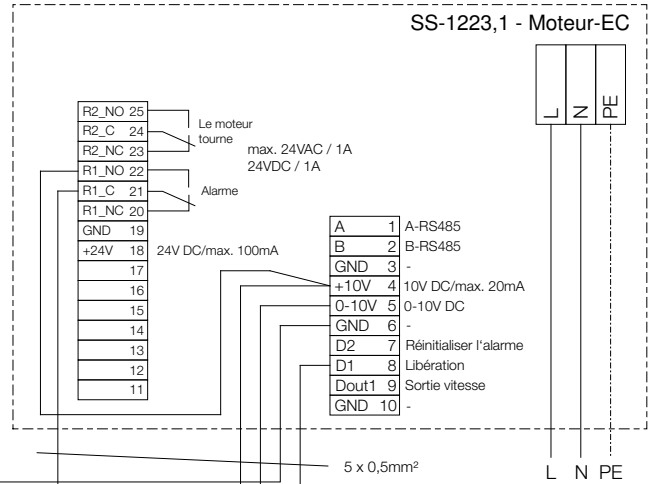 SS-1223,1 - Moteur-EC
L
N
PE
R2_NO 25
R2_C 24
R2_NC 23
R1_NO 22
R1_C 21
R1_NC 20
GND 19
+24V 18
17
16
15
14
13
12
11
Le moteur
tourne
max. 24VAC / 1A
24VDC / 1A
Alarme
24V DC/max. 100mA
A 1 A-RS485
B 2 B-RS485
GND 3 -
+10V 4 10V DC/max. 20mA
0-10V 5 0-10V DC
GND 6 -
D2 7 Réinitialiser l'alarme
D1 8 Libération
Dout1 9 Sortie vitesse
GND 10 -
5 x 0,5mm²
L N PE